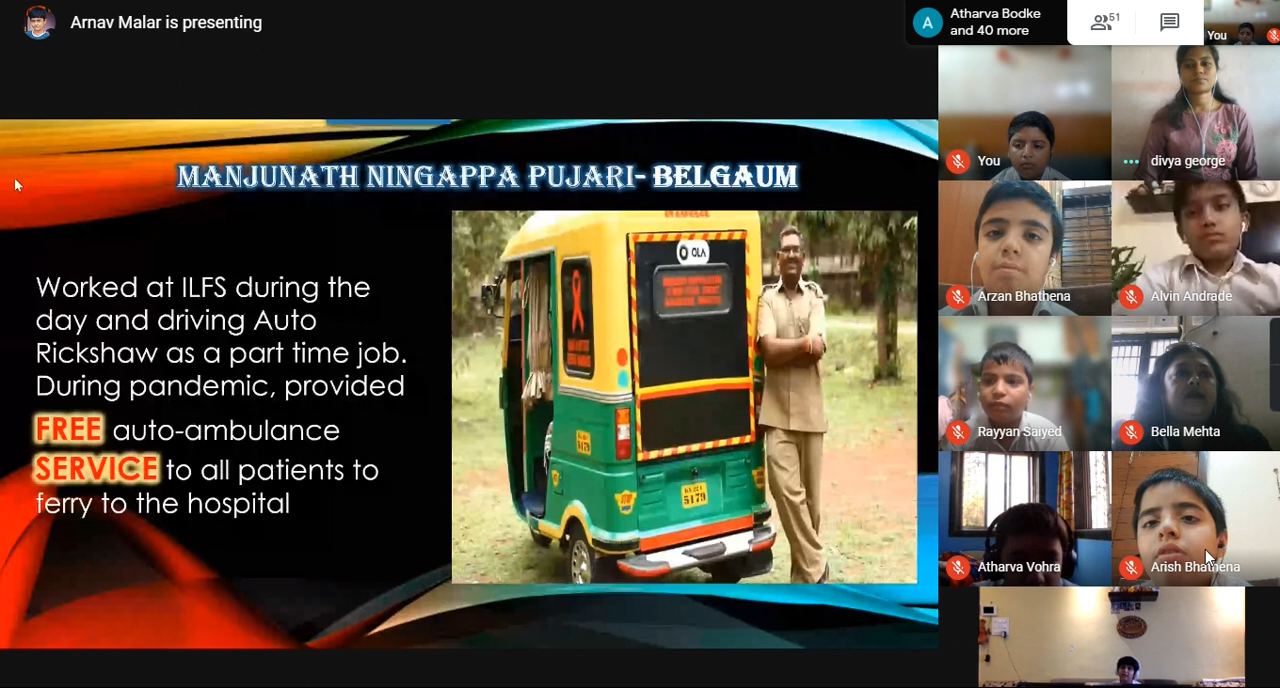 Arnav Malar is presenting
A
Atharva Bodke
and 40 more
51
You
MANJUNATH NINGAPPA PUJARI- BELGAUM
Worked at ILFS during the
day and driving Auto
Rickshaw as a part time job.
During pandemic, provided
FREE auto-ambulance
SERVICE to all patients to
ferry to the hospital
OLA
5179
You
divya george
Arzan Bhathena
Alvin Andrade
Rayyan Saiyed
Bella Mehta
Atharva Vohra
Arish Bhathena